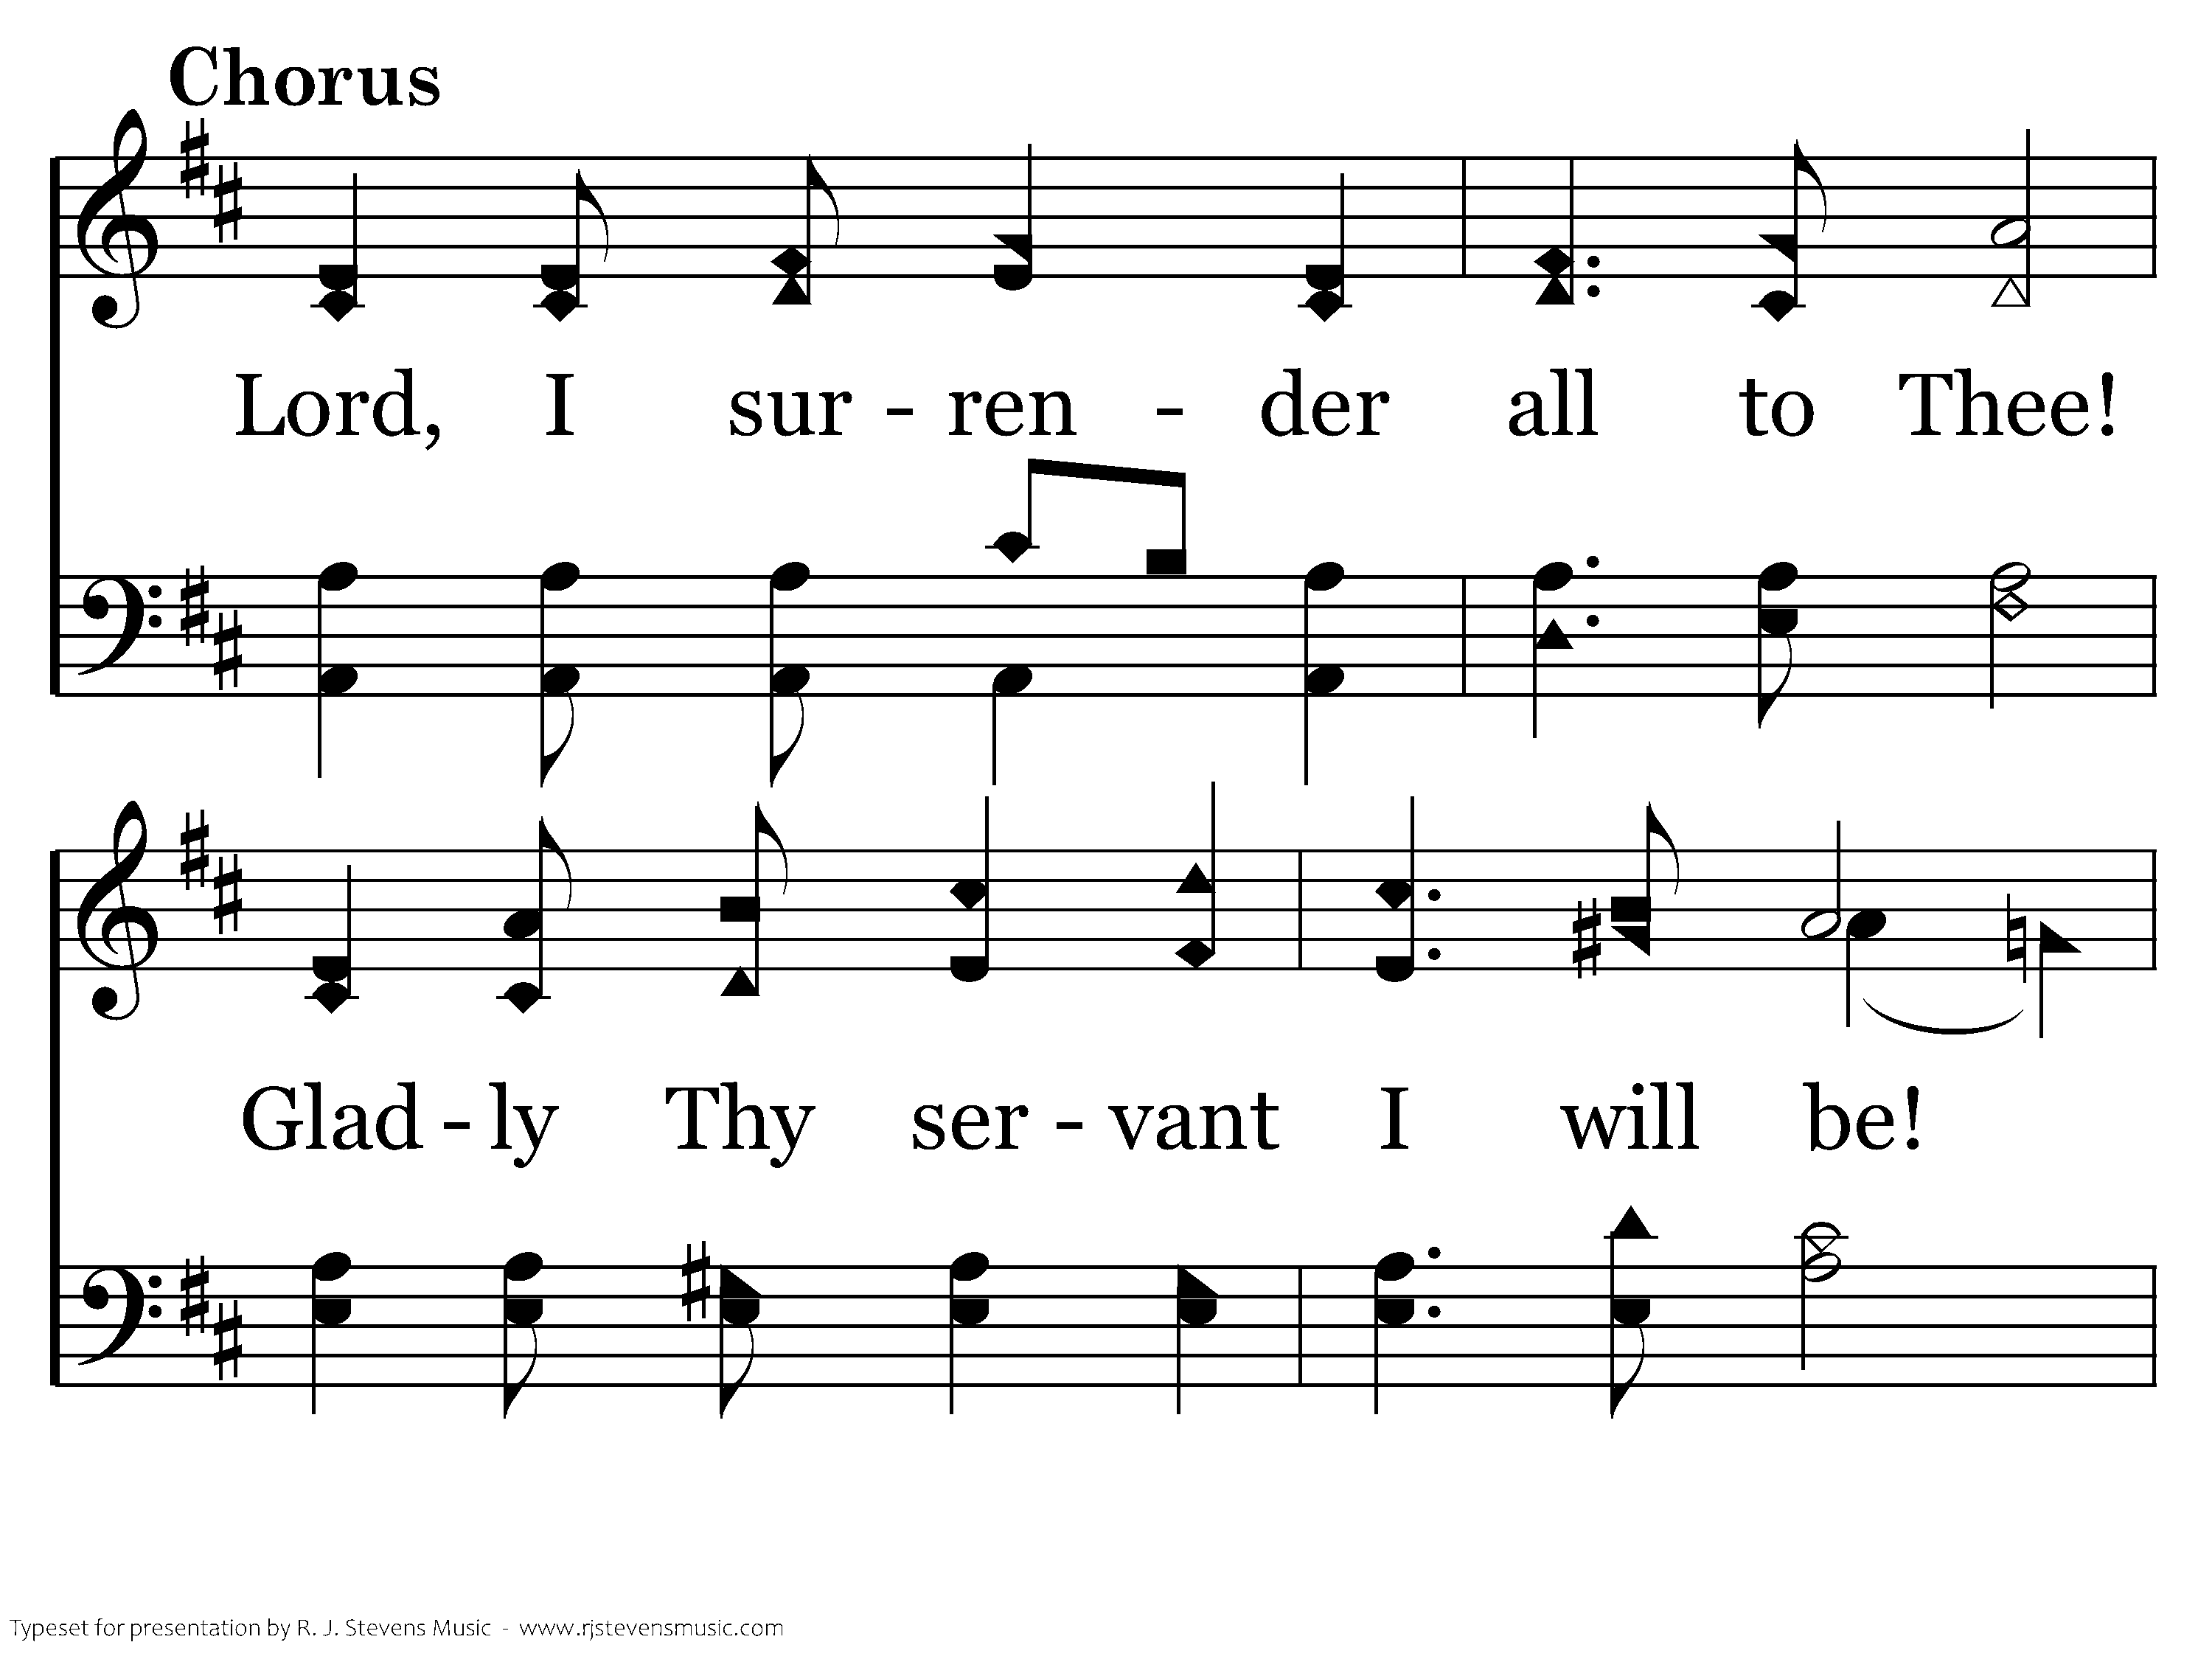 Chorus
Lord, I sur - ren - der all to Thee!
Glad - ly Thy ser - vant I will be!
Typeset for presentation by R. J. Stevens Music - www.rjstevensmusic.com